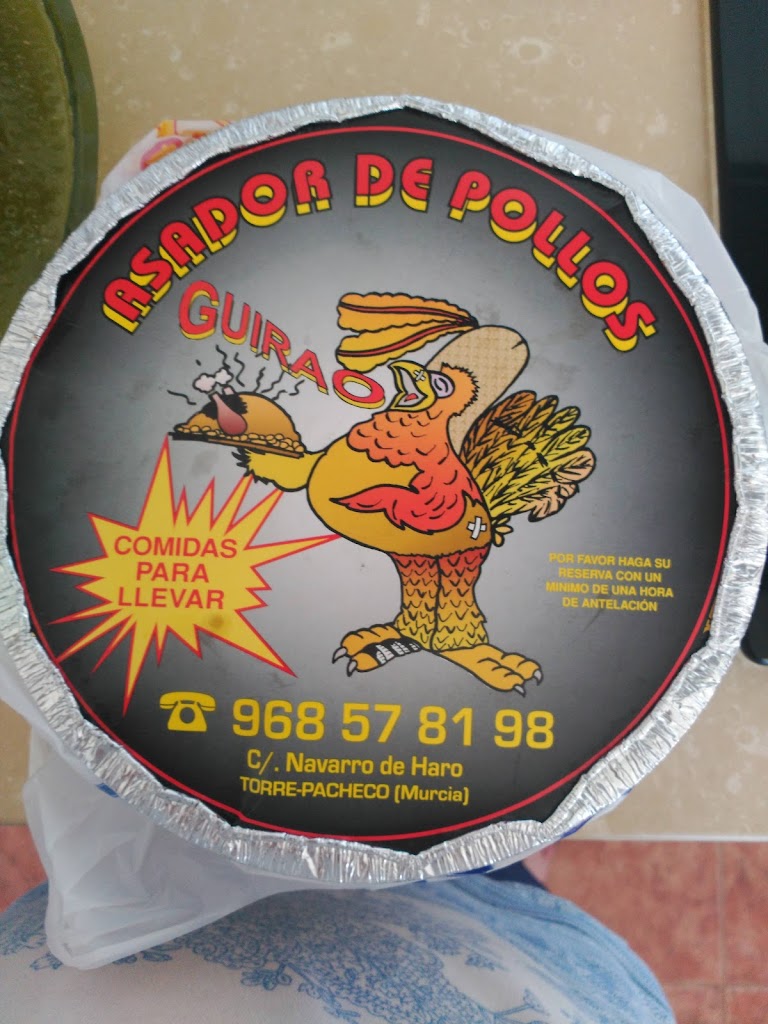 ASADOR DE POLLOS
GUIRAO
COMIDAS
PARA
LLEVAR
POR FAVOR HAGA SU
RESERVA CON UN
MINIMO DE UNA HORA
DE ANTELACIÓN
968 57 81 98
C/. Navarro de Haro
TORRE-PACHECO (Murcia)